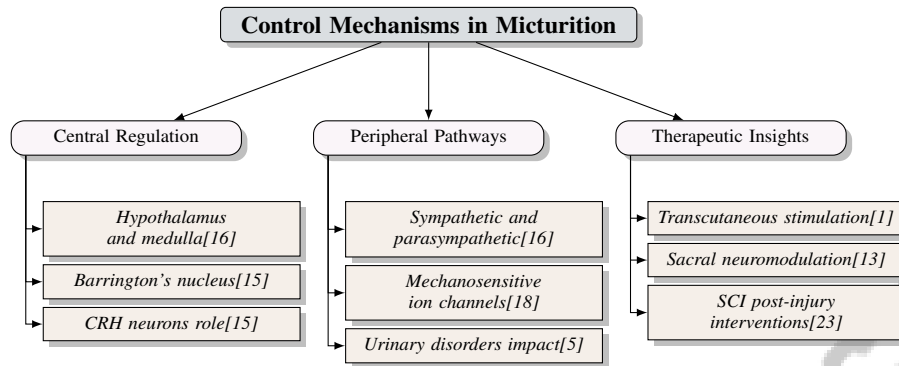 Control Mechanisms in Micturition
Central Regulation
Hypothalamus
and medulla[16]
Barrington's nucleus[15]
CRH neurons role[15]
Peripheral Pathways
Sympathetic and
parasympathetic[16]
Mechanosensitive
ion channels[18]
Urinary disorders impact[5]
Therapeutic Insights
Transcutaneous stimulation[1]
Sacral neuromodulation[13]
SCI post-injury
interventions[23]